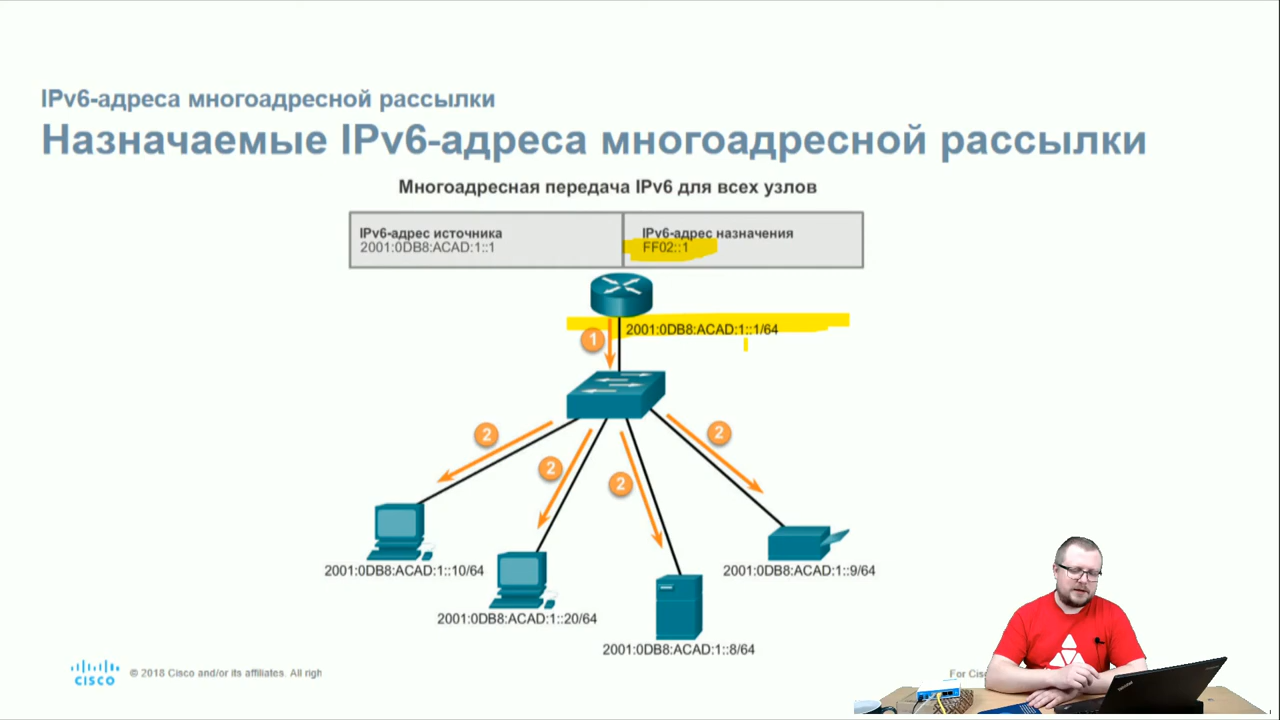 IPv6-адреса многоадресной рассылки
Назначаемые IPv6-адреса многоадресной рассылки
Многоадресная передача IPv6 для всех узлов
IPv6-адрес источника
2001:0DB8:ACAD:1::1
IPv6-адрес назначения
FF02::1
2001:0DB8:ACAD:1::1/64
1
2
2
2
2
2001:0DB8:ACAD:1::10/64
2001:0DB8:ACAD:1::20/64
2001:0DB8:ACAD:1::8/64
2001:0DB8:ACAD:1::9/64
CISCO
© 2018 Cisco and/or its affiliates. All righ
For Cis